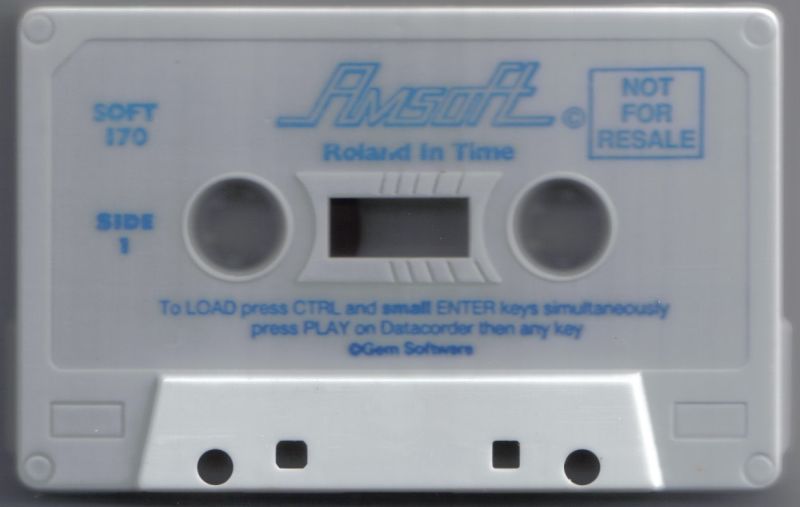 Amsoft ©
NOT
FOR
RESALE
SOFT
170
Roland In Time
SIDE
1
To LOAD press CTRL and small ENTER keys simultaneously
press PLAY on Datacorder then any key
©Gem Software